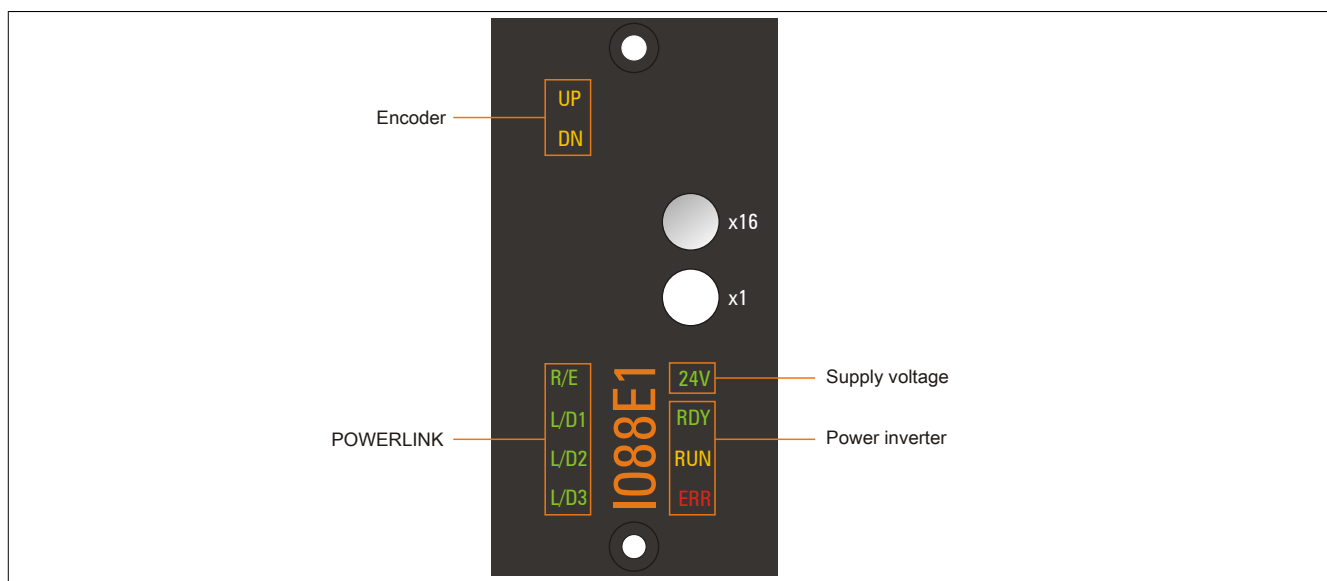 Encoder
UP
DN
x16
x1
POWERLINK
R/E
L/D1
L/D2
L/D3
I088E1
24V
Supply voltage
RDY
RUN
ERR
Power inverter